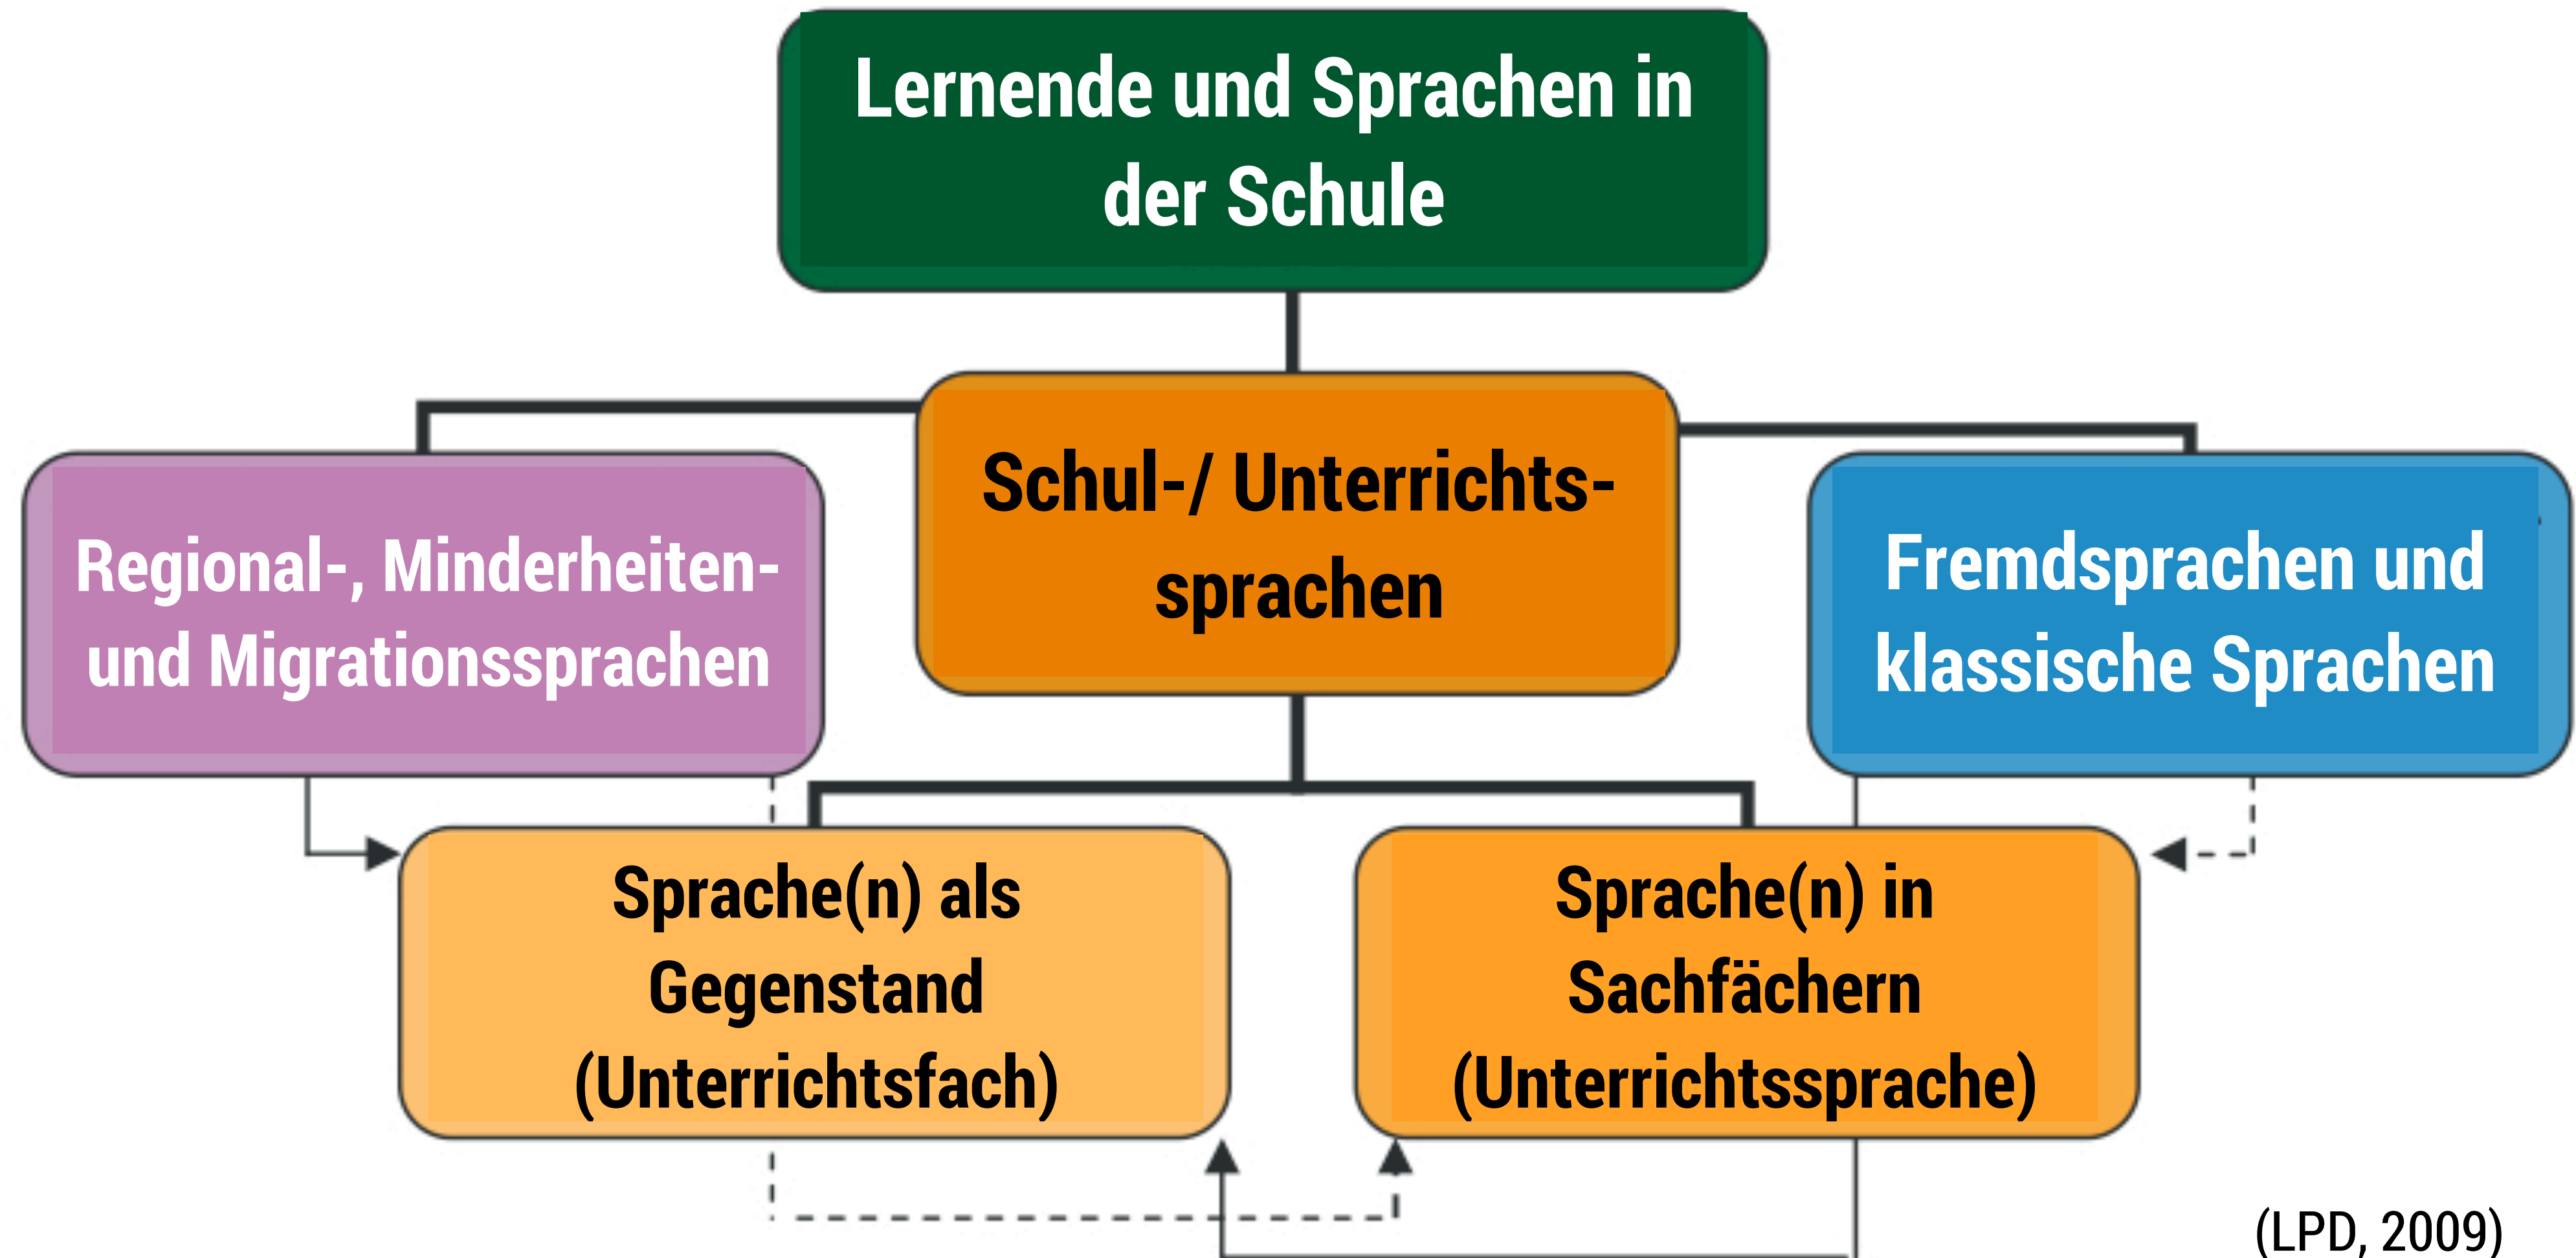 Lernende und Sprachen in
der Schule
Schul-/ Unterrichts-
sprachen
Regional-, Minderheiten-
und Migrationssprachen
Fremdsprachen und
klassische Sprachen
Sprache(n) als
Gegenstand
(Unterrichtsfach)
Sprache(n) in
Sachfächern
(Unterrichtssprache)
(LPD, 2009)